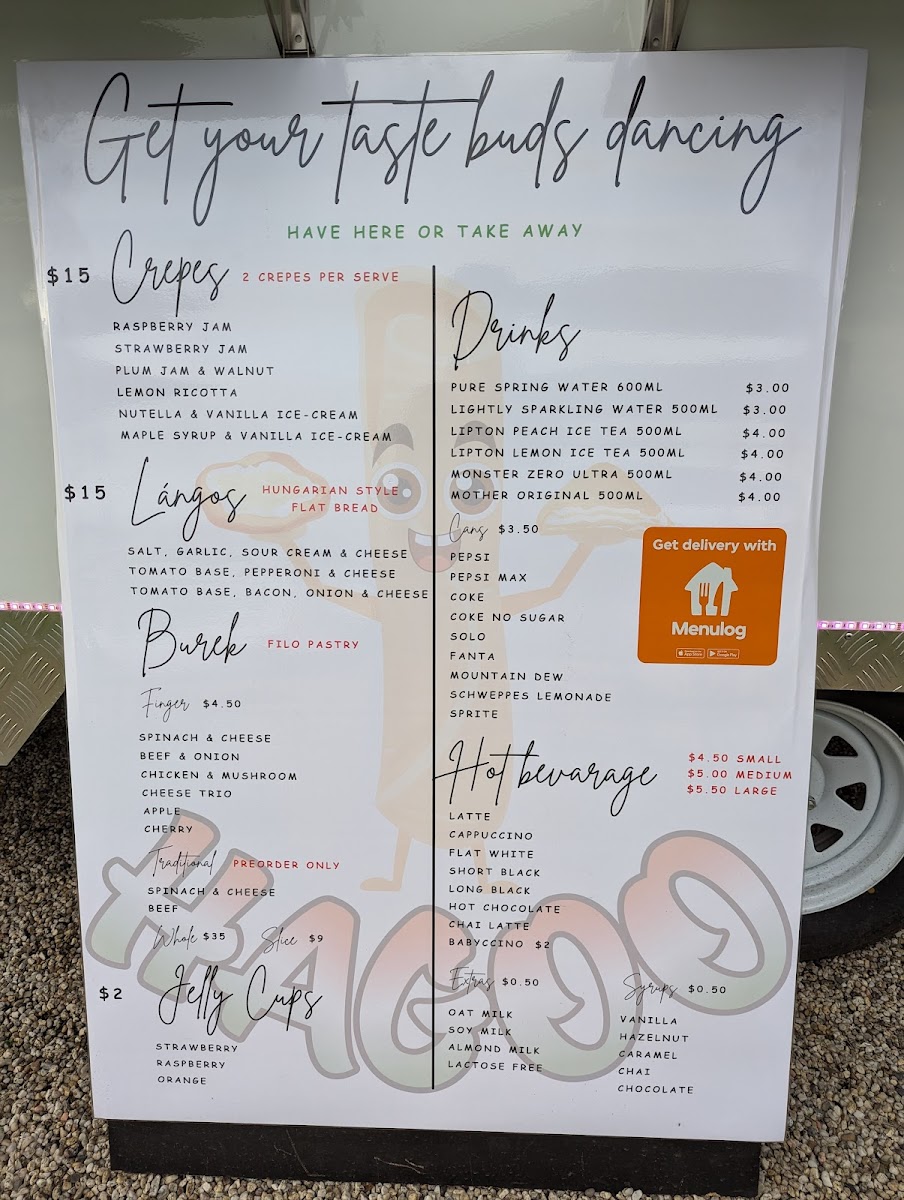 Get your taste buds dancing
HAVE HERE OR TAKE AWAY
$15 Crepes 2 CREPES PER SERVE
RASPBERRY JAM
STRAWBERRY JAM
PLUM JAM & WALNUT
LEMON RICOTTA
NUTELLA & VANILLA ICE-CREAM
MAPLE SYRUP & VANILLA ICE-CREAM
$15 Lángos HUNGARIAN STYLE
FLAT BREAD
SALT, GARLIC, SOUR CREAM & CHEESE
TOMATO BASE, PEPPERONI & CHEESE
TOMATO BASE, BACON, ONION & CHEESE
Burek FILO PASTRY
Finger $4.50
SPINACH & CHEESE
BEEF & ONION
CHICKEN & MUSHROOM
CHEESE TRIO
APPLE
CHERRY
Traditional PREORDER ONLY
SPINACH & CHEESE
BEEF
Whole $35 Slice $9
$2 Jelly Cups
STRAWBERRY
RASPBERRY
ORANGE
Drinks
PURE SPRING WATER 600ML $3.00
LIGHTLY SPARKLING WATER 500ML $3.00
LIPTON PEACH ICE TEA 500ML $4.00
LIPTON LEMON ICE TEA 500ML $4.00
MONSTER ZERO ULTRA 500ML $4.00
MOTHER ORIGINAL 500ML $4.00
Cans $3.50
PEPSI
PEPSI MAX
COKE
COKE NO SUGAR
SOLO
FANTA
MOUNTAIN DEW
SCHWEPPES LEMONADE
SPRITE
Get delivery with
Menulog
App Store Google Play
Hot bevarage $4.50 SMALL
$5.00 MEDIUM
$5.50 LARGE
LATTE
CAPPUCCINO
FLAT WHITE
SHORT BLACK
LONG BLACK
HOT CHOCOLATE
CHAI LATTE
BABYCCINO $2
Extras $0.50
OAT MILK
SOY MILK
ALMOND MILK
LACTOSE FREE
Syrups $0.50
VANILLA
HAZELNUT
CARAMEL
CHAI
CHOCOLATE